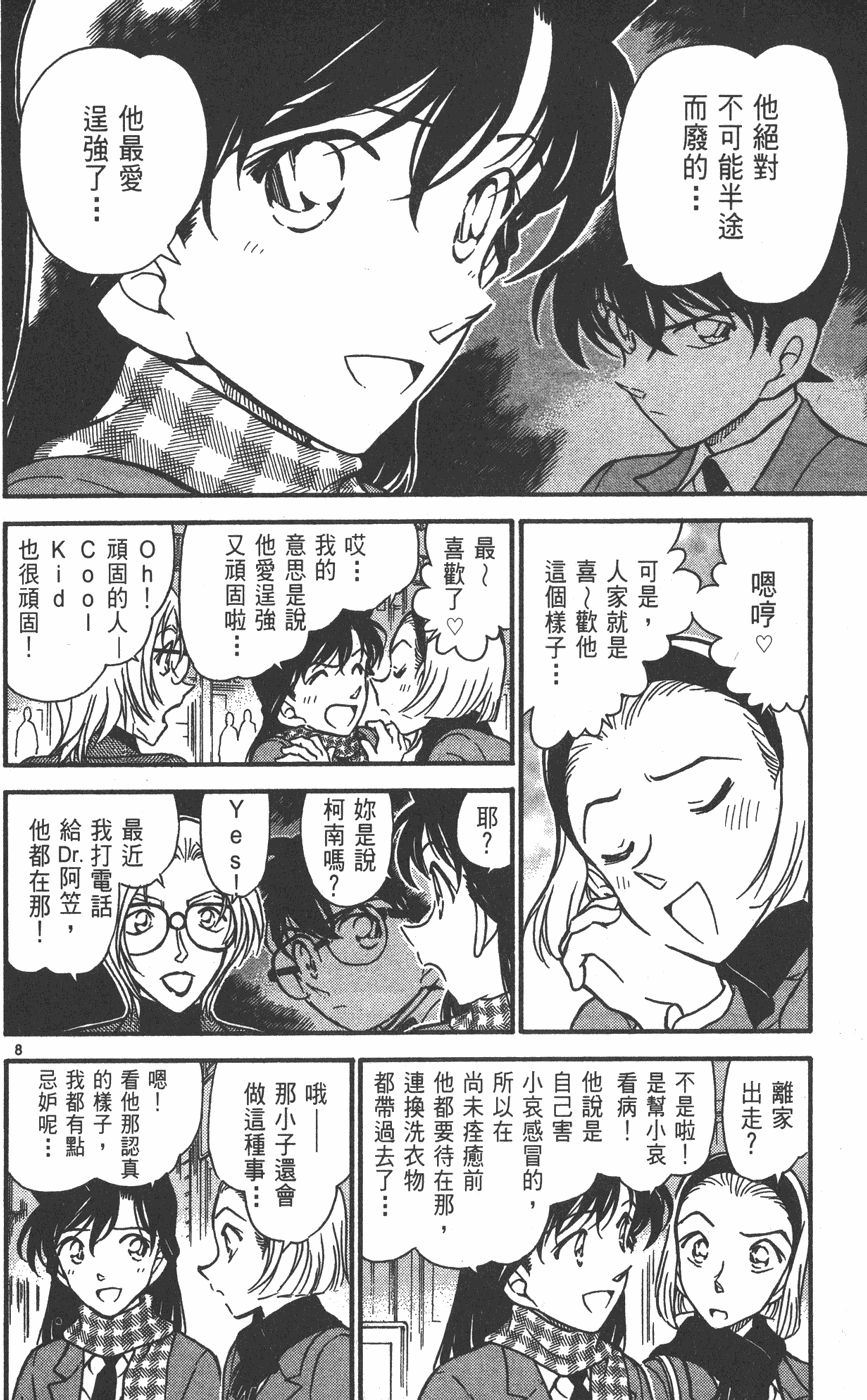 他絕對
不可能半途
而廢的…
他最愛
逞強了…
嗯哼♡
可是，
人家就是
喜～歡他
這個樣子…
最～
喜歡了♡
哎…
我的
意思是說
他愛逞強
又頑固啦…
Oh！
頑固的人—
Cool
Kid
也很頑固！
耶？
妳是說
柯南嗎？
Yes！
最近
我打電話
給Dr.阿笠，
他都在那！
8
離家
出走？
不是啦！
是幫小哀
看病！
他說是
自己害
小哀感冒的，
所以在
尚未痊癒前
他都要待在那，
連換洗衣物
都帶過去了…
哦——
那小子還會
做這種事…
嗯！
看他那認真
的樣子，
我都有點
忌妒呢…